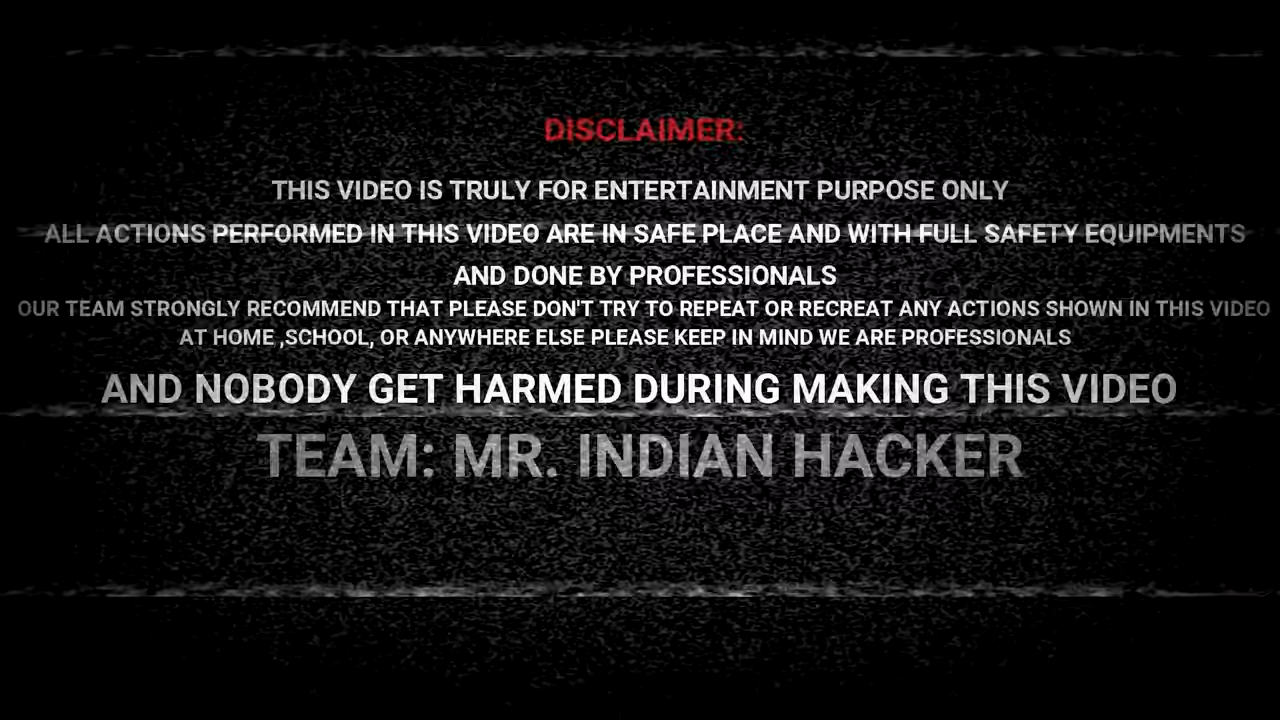 DISCLAIMER:
THIS VIDEO IS TRULY FOR ENTERTAINMENT PURPOSE ONLY
ALL ACTIONS PERFORMED IN THIS VIDEO ARE IN SAFE PLACE AND WITH FULL SAFETY EQUIPMENTS
AND DONE BY PROFESSIONALS
OUR TEAM STRONGLY RECOMMEND THAT PLEASE DON'T TRY TO REPEAT OR RECREAT ANY ACTIONS SHOWN IN THIS VIDEO
AT HOME ,SCHOOL, OR ANYWHERE ELSE PLEASE KEEP IN MIND WE ARE PROFESSIONALS
AND NOBODY GET HARMED DURING MAKING THIS VIDEO
TEAM: MR. INDIAN HACKER